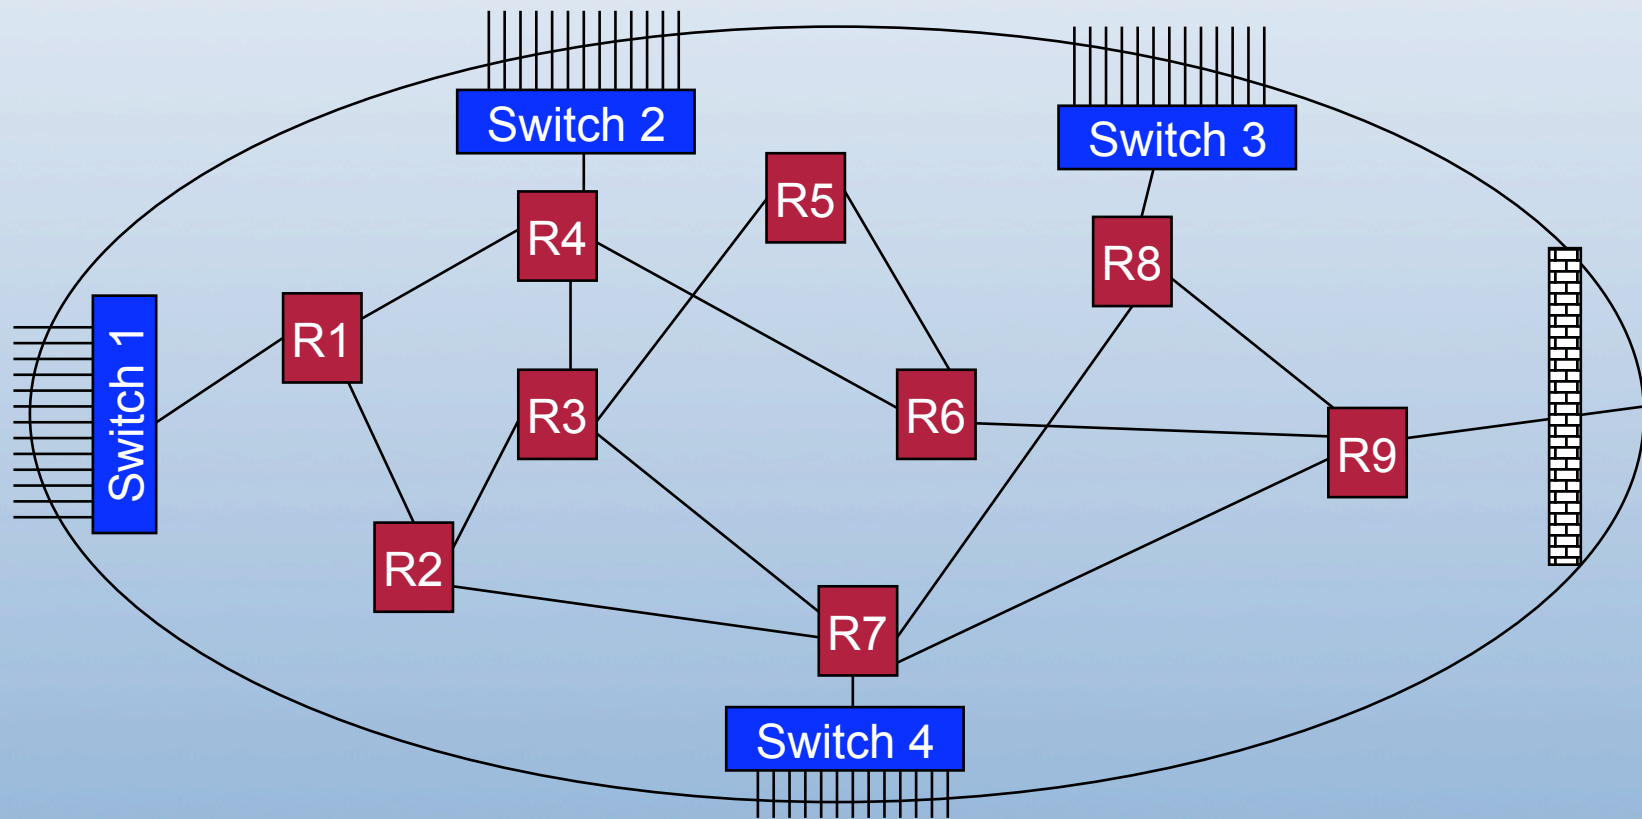 Switch 2
Switch 3
R5
R4
R8
R1
Switch 1
R3
R6
R9
R2
R7
Switch 4